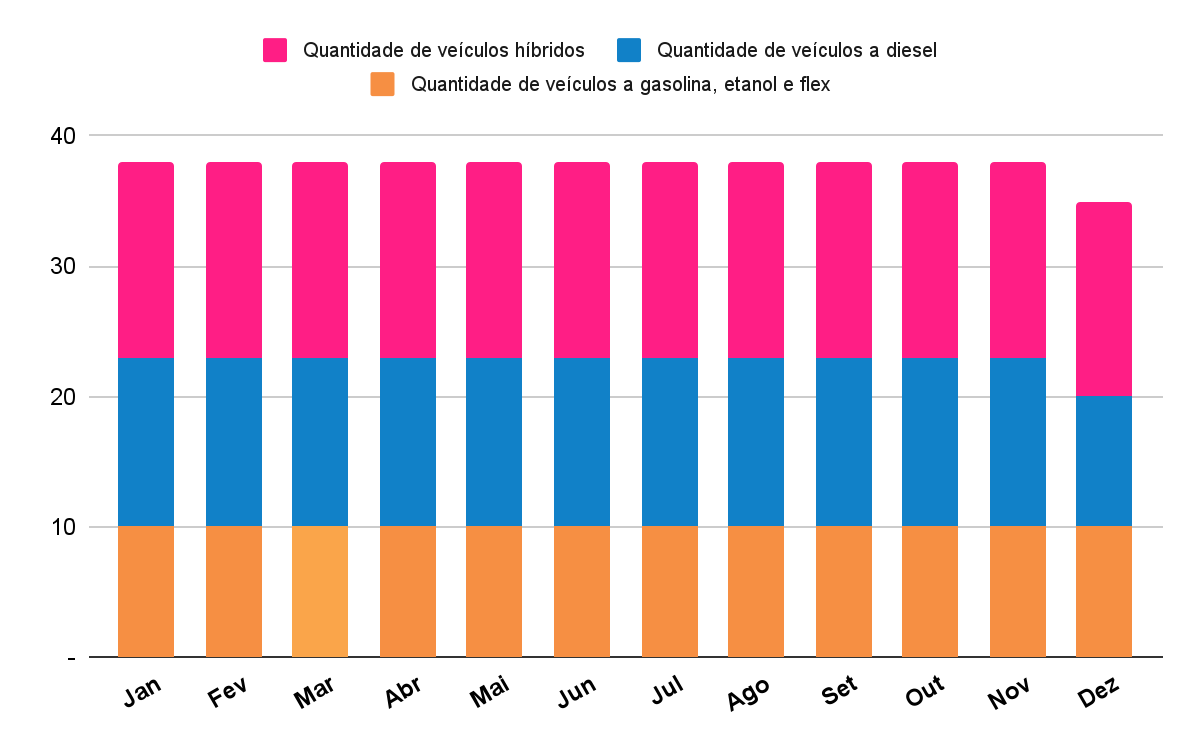 Quantidade de veículos híbridos Quantidade de veículos a diesel
Quantidade de veículos a gasolina, etanol e flex
40
30
20
10
-
Jan Fev Mar Abr Mai Jun Jul Ago Set Out Nov Dez